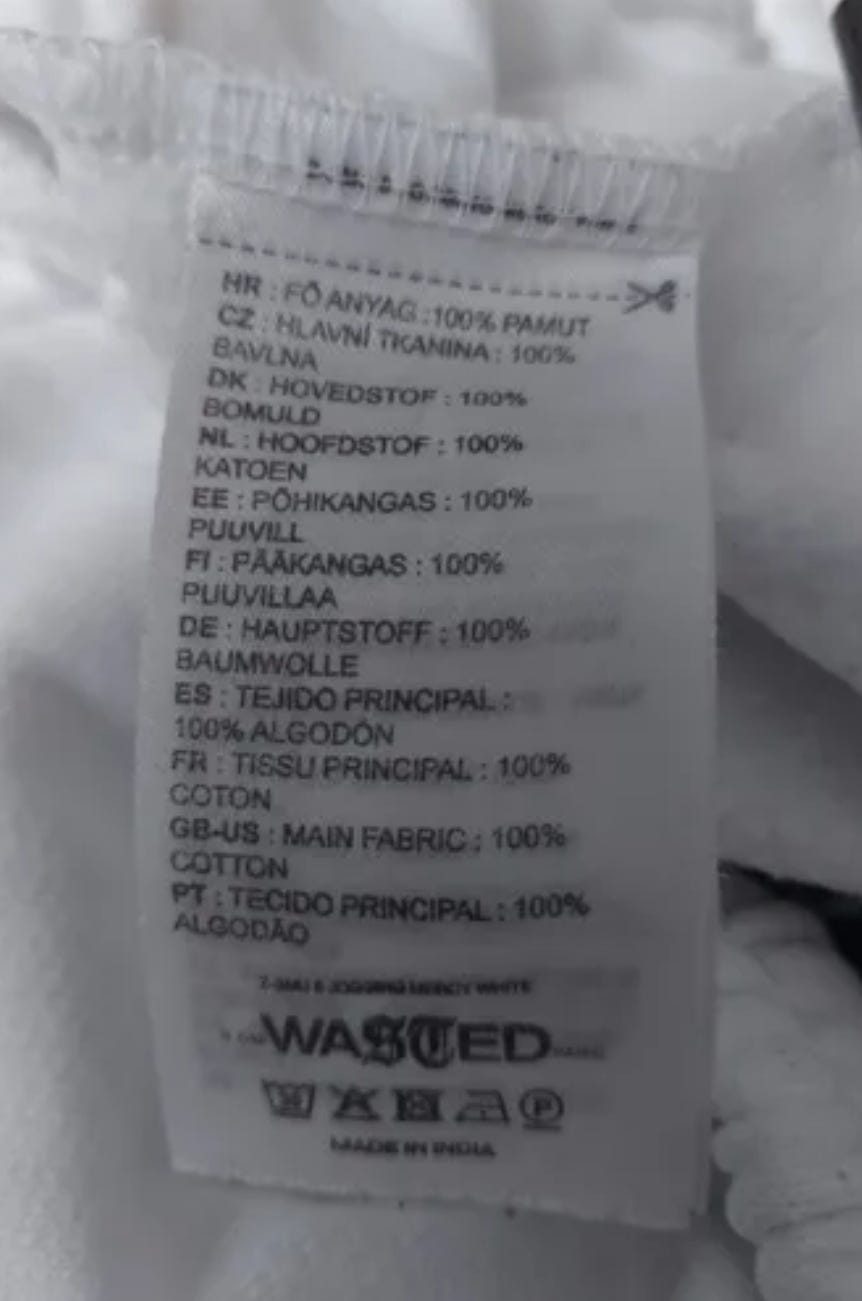 HR : FŐ ANYAG :100% PAMUT
CZ : HLAVNÍ TKANINA : 100%
BAVLNA
DK : HOVEDSTOF : 100%
BOMULD
NL : HOOFDSTOF : 100%
KATOEN
EE : PÕHIKANGAS : 100%
PUUVILL
FI : PÄÄKANGAS : 100%
PUUVILLAA
DE : HAUPTSTOFF : 100%
BAUMWOLLE
ES : TEJIDO PRINCIPAL :
100% ALGODÓN
FR : TISSU PRINCIPAL : 100%
COTON
GB-US : MAIN FABRIC : 100%
COTTON
PT : TECIDO PRINCIPAL : 100%
ALGODÃO
WHITE
WASTED
P
MADE IN INDIA